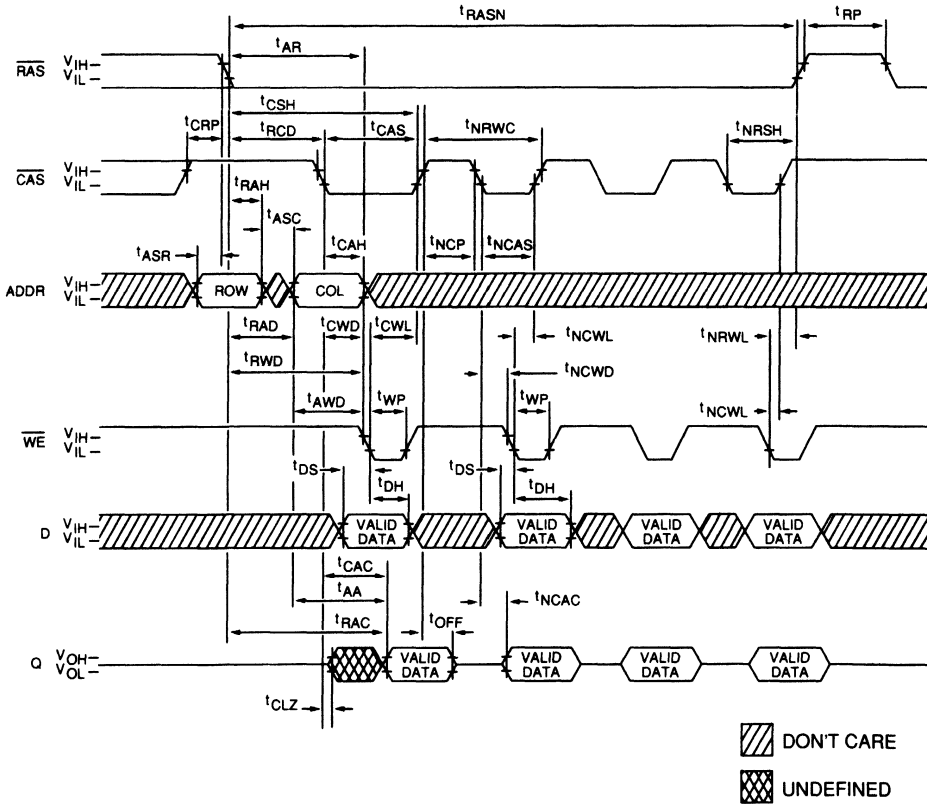 tRASN
tRP
tAR
RAS VIH
VIL
tCSH
tCRP
tRCD
tCAS
tNRWC
tNRSH
CAS VIH
VIL
tRAH
tASC
tCAH
tNCP
tNCAS
tASR
ADDR VIH
VIL
ROW
COL
tRAD
tCWD
tCWL
tNCWL
tNRWL
tRWD
tNCWD
tAWD
tWP
tWP
tNCWL
WE VIH
VIL
tDS
tDH
tDS
tDH
D VIH
VIL
VALID DATA
VALID DATA
VALID DATA
VALID DATA
tCAC
tAA
tNCAC
tRAC
tOFF
Q VOH
VOL
VALID DATA
VALID DATA
VALID DATA
VALID DATA
tCLZ
DON'T CARE
UNDEFINED